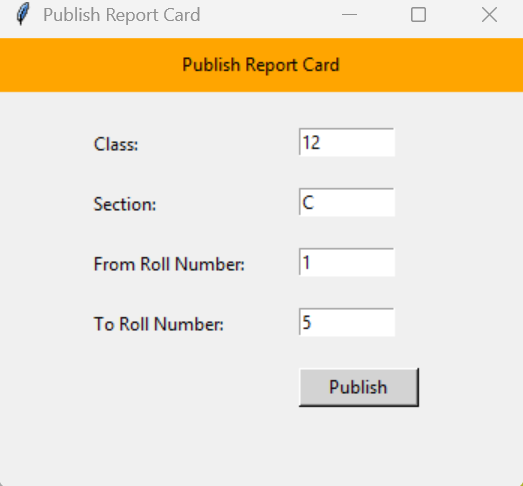 Publish Report Card
Publish Report Card
Class: 12
Section: C
From Roll Number: 1
To Roll Number: 5
Publish